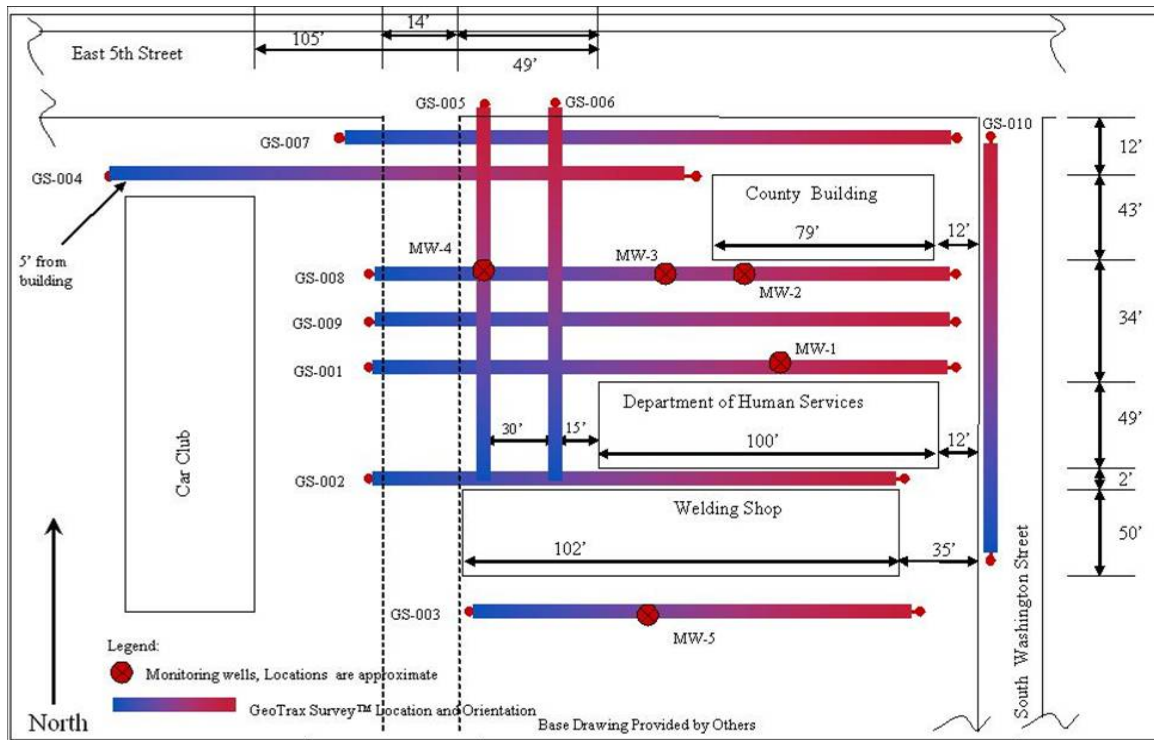 14’
105’
East 5th Street
49’
GS-005
GS-006
GS-007
GS-010
12’
GS-004
County Building
43’
79’
12’
5’ from
building
MW-4
MW-3
GS-008
MW-2
34’
GS-009
MW-1
GS-001
Department of Human Services
49’
30’
15’
100’
12’
Car Club
GS-002
2’
Welding Shop
50’
102’
35’
South Washington Street
GS-003
MW-5
Legend:
Monitoring wells, Locations are approximate
GeoTrax Survey™ Location and Orientation
North
Base Drawing Provided by Others